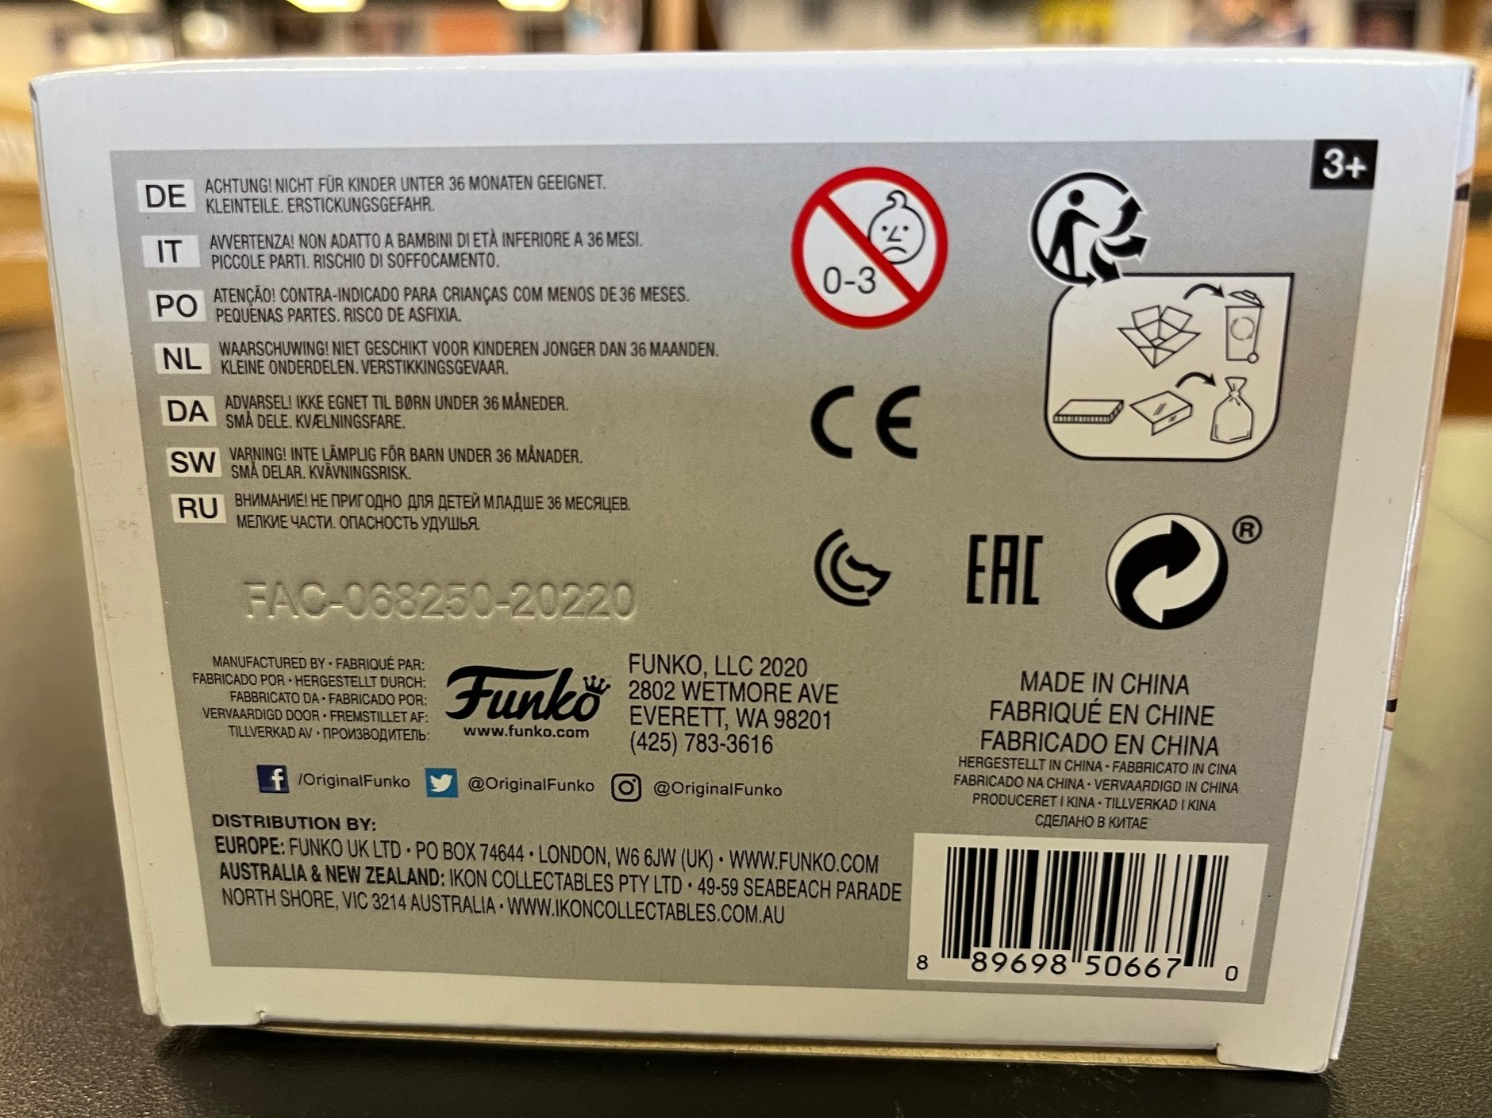 3+
DE
ACHTUNG! NICHT FÜR KINDER UNTER 36 MONATEN GEEIGNET.
KLEINTEILE. ERSTICKUNGSGEFAHR.
IT
AVVERTENZA! NON ADATTO A BAMBINI DI ETÀ INFERIORE A 36 MESI.
PICCOLE PARTI. RISCHIO DI SOFFOCAMENTO.
PO
ATENÇÃO! CONTRA-INDICADO PARA CRIANÇAS COM MENOS DE 36 MESES.
PEQUENAS PARTES. RISCO DE ASFIXIA.
NL
WAARSCHUWING! NIET GESCHIKT VOOR KINDEREN JONGER DAN 36 MAANDEN.
KLEINE ONDERDELEN. VERSTIKKINGSGEVAAR.
DA
ADVARSEL! IKKE EGNET TIL BØRN UNDER 36 MÅNEDER.
SMÅ DELE. KVÆLNINGSFARE.
SW
VARNING! INTE LÄMPLIG FÖR BARN UNDER 36 MÅNADER.
SMÅ DELAR. KVÄVNINGSRISK.
RU
ВНИМАНИЕ! НЕ ПРИГОДНО ДЛЯ ДЕТЕЙ МЛАДШЕ 36 МЕСЯЦЕВ.
МЕЛКИЕ ЧАСТИ. ОПАСНОСТЬ УДУШЬЯ.
0-3
CE
EAC
®
FAC-068250-20220
MANUFACTURED BY • FABRIQUÉ PAR:
FABRICADO POR • HERGESTELLT DURCH:
FABBRICATO DA • FABRICADO POR:
VERVAARDIGD DOOR • FREMSTILLET AF:
TILLVERKAD AV • ПРОИЗВОДИТЕЛЬ:
Funko
www.funko.com
FUNKO, LLC 2020
2802 WETMORE AVE
EVERETT, WA 98201
(425) 783-3616
/OriginalFunko @OriginalFunko @OriginalFunko
DISTRIBUTION BY:
EUROPE: FUNKO UK LTD • PO BOX 74644 • LONDON, W6 6JW (UK) • WWW.FUNKO.COM
AUSTRALIA & NEW ZEALAND: IKON COLLECTABLES PTY LTD • 49-59 SEABEACH PARADE
NORTH SHORE, VIC 3214 AUSTRALIA • WWW.IKONCOLLECTABLES.COM.AU
MADE IN CHINA
FABRIQUÉ EN CHINE
FABRICADO EN CHINA
HERGESTELLT IN CHINA • FABBRICATO IN CINA
FABRICADO NA CHINA • VERVAARDIGD IN CHINA
PRODUCERET I KINA • TILLVERKAD I KINA
СДЕЛАНО В КИТАЕ
8 89698 50667 0